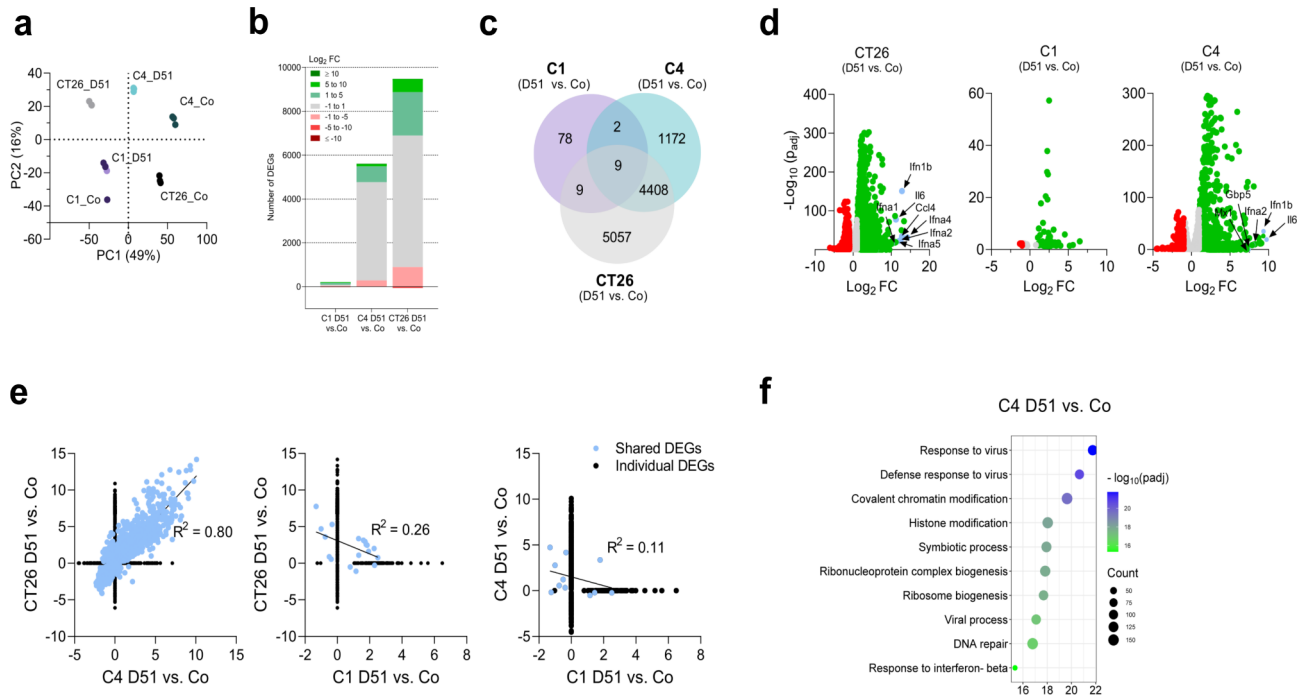 a
40
20
0
-20
-40
-60
-100
-50
0
50
100
PC2 (16%)
PC1 (49%)
CT26_D51
C4_D51
C4_Co
C1_D51
C1_Co
CT26_Co
b
Log2 FC
≥ 10
5 to 10
1 to 5
-1 to 1
-1 to -5
-5 to -10
≤ -10
10000
8000
6000
4000
2000
0
Number of DEGs
C1 D51
vs.Co
C4 D51
vs.Co
CT26 D51
vs.Co
c
C1
(D51 vs. Co)
C4
(D51 vs. Co)
78
2
1172
9
9
4408
5057
CT26
(D51 vs. Co)
d
CT26
(D51 vs. Co)
400
300
200
100
0
-10
0
10
20
-Log10 (padj)
Log2 FC
Ifn1b
Il6
Ifna1
Ccl4
Ifna4
Ifna2
Ifna5
C1
(D51 vs. Co)
60
40
20
0
-5
0
5
10
Log2 FC
C4
(D51 vs. Co)
300
200
100
0
-5
0
5
10
Log2 FC
Gbp5
Ifna2
Ifn1b
Il6
e
15
10
5
0
-5
-10
-5
0
5
10
15
CT26 D51 vs. Co
C4 D51 vs. Co
R2 = 0.80
15
10
5
0
-5
-10
-2
0
2
4
6
8
CT26 D51 vs. Co
C1 D51 vs. Co
R2 = 0.26
15
10
5
0
-5
-2
0
2
4
6
8
C4 D51 vs. Co
C1 D51 vs. Co
R2 = 0.11
Shared DEGs
Individual DEGs
f
C4 D51 vs. Co
Response to virus
Defense response to virus
Covalent chromatin modification
Histone modification
Symbiotic process
Ribonucleoprotein complex biogenesis
Ribosome biogenesis
Viral process
DNA repair
Response to interferon- beta
16
18
20
22
- log10(padj)
20
18
16
Count
50
75
100
125
150